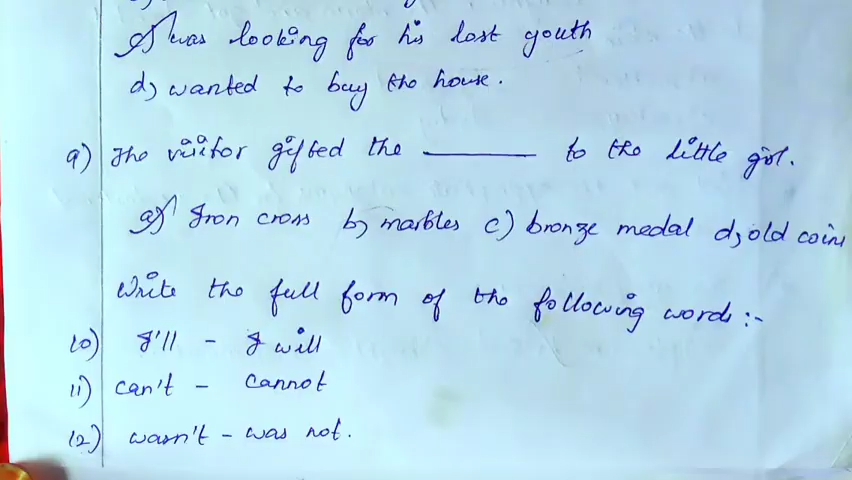 c) was looking for his lost youth
d) wanted to buy the house.
9) The visitor gifted the ________ to the little girl.
a) Iron cross b) marbles c) bronze medal d) old coins
Write the full form of the following words :-
10) I'll - I will
11) can't - cannot
12) wasn't - was not.